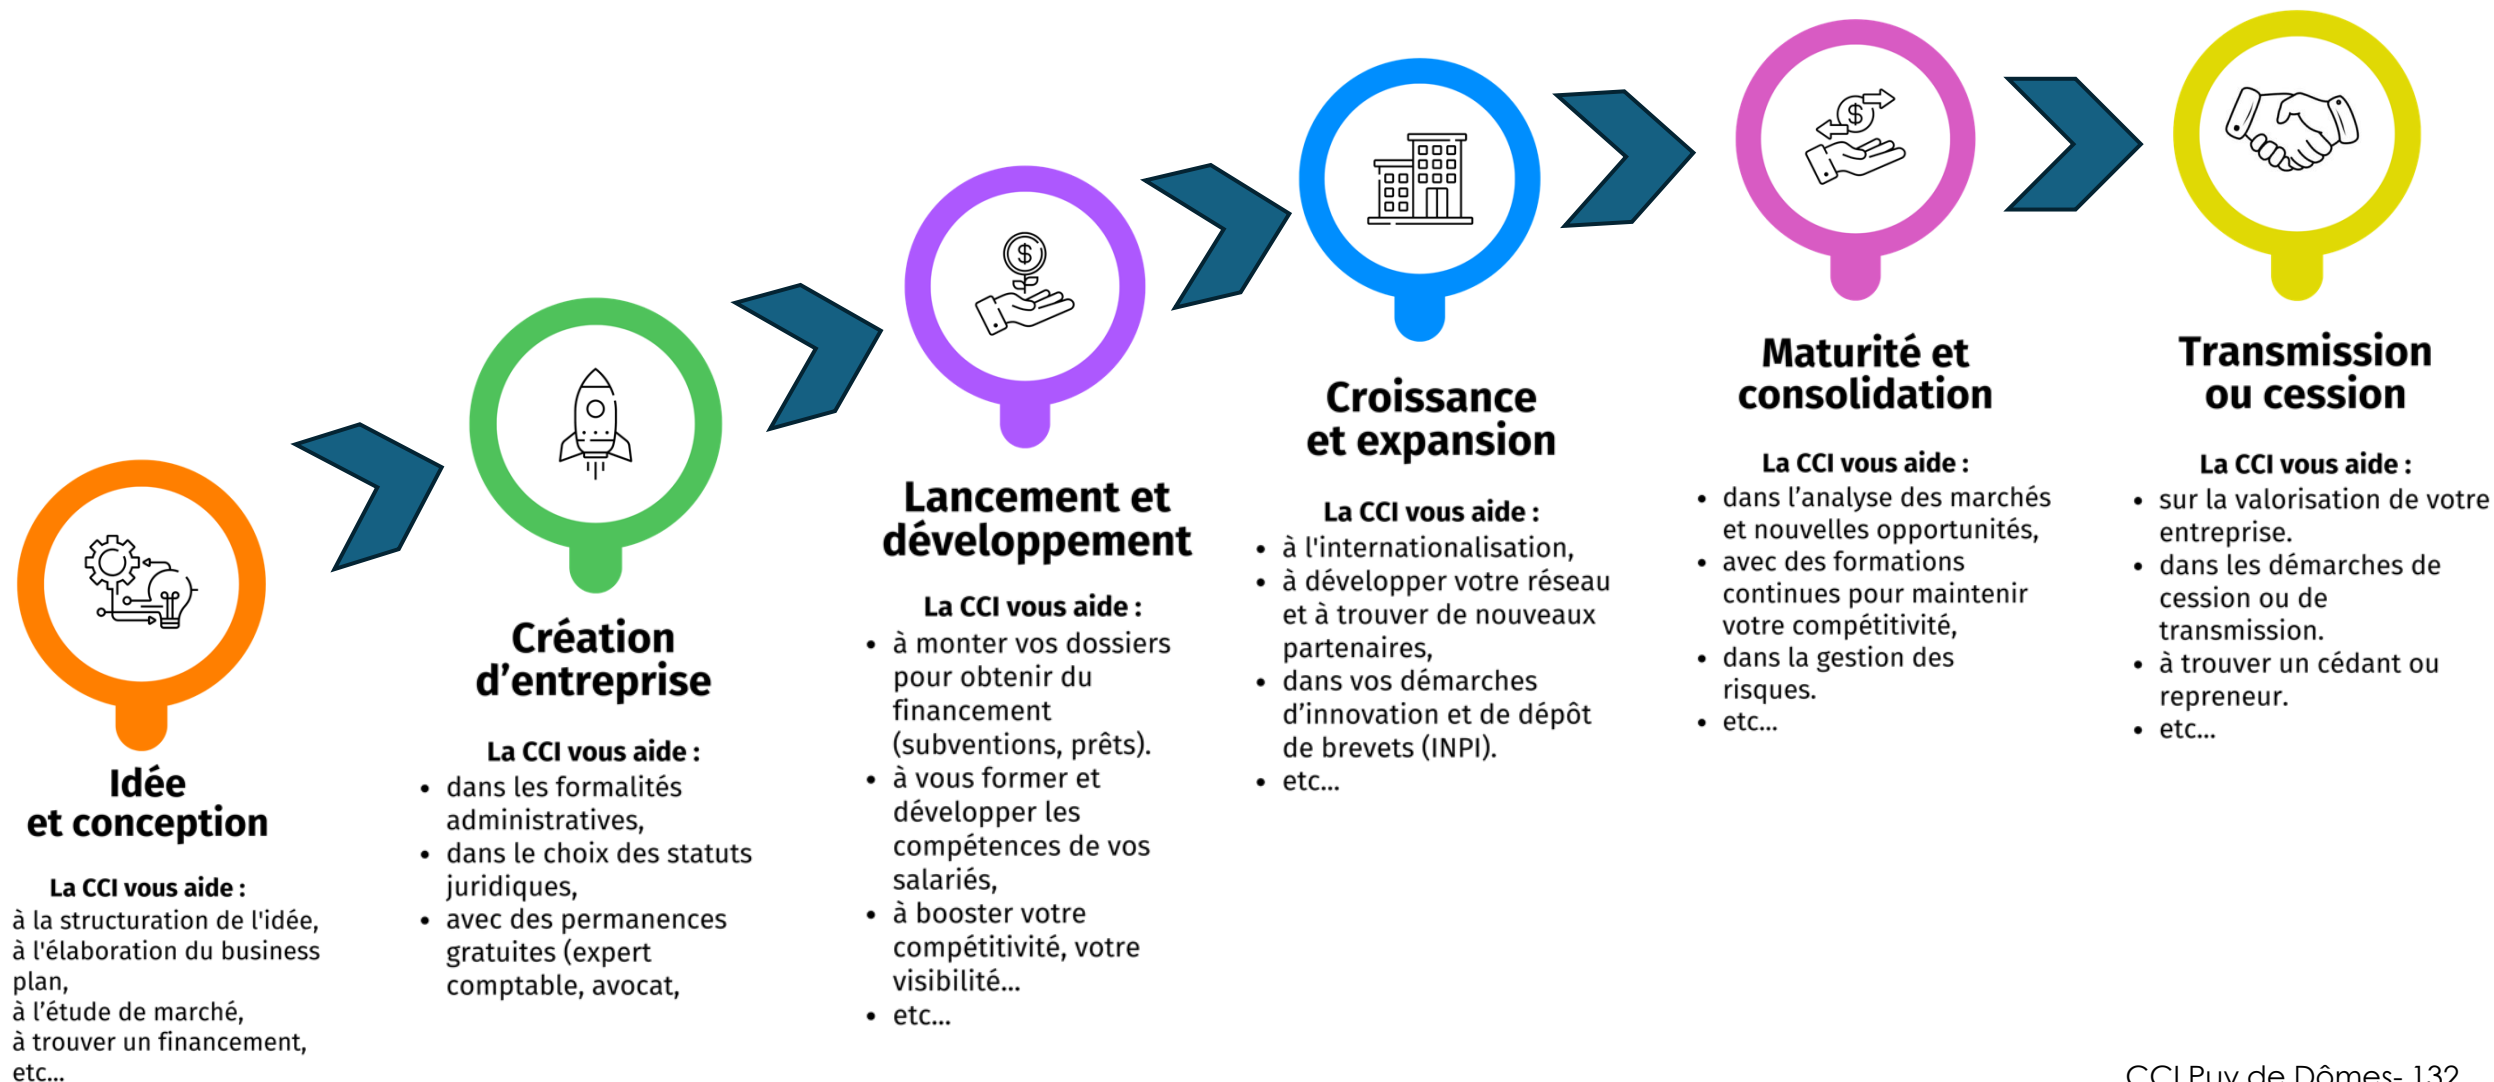 Idée
et conception
La CCI vous aide :
à la structuration de l'idée,
à l'élaboration du business
plan,
à l’étude de marché,
à trouver un financement,
etc...
Création
d’entreprise
La CCI vous aide :
• dans les formalités
administratives,
• dans le choix des statuts
juridiques,
• avec des permanences
gratuites (expert
comptable, avocat,
Lancement et
développement
La CCI vous aide :
• à monter vos dossiers
pour obtenir du
financement
(subventions, prêts).
• à vous former et
développer les
compétences de vos
salariés,
• à booster votre
compétitivité, votre
visibilité...
• etc...
Croissance
et expansion
La CCI vous aide :
• à l'internationalisation,
• à développer votre réseau
et à trouver de nouveaux
partenaires,
• dans vos démarches
d’innovation et de dépôt
de brevets (INPI).
• etc...
Maturité et
consolidation
La CCI vous aide :
• dans l’analyse des marchés
et nouvelles opportunités,
• avec des formations
continues pour maintenir
votre compétitivité,
• dans la gestion des
risques.
• etc...
Transmission
ou cession
La CCI vous aide :
• sur la valorisation de votre
entreprise.
• dans les démarches de
cession ou de
transmission.
• à trouver un cédant ou
repreneur.
• etc...
CCI Puy de Dômes- 132